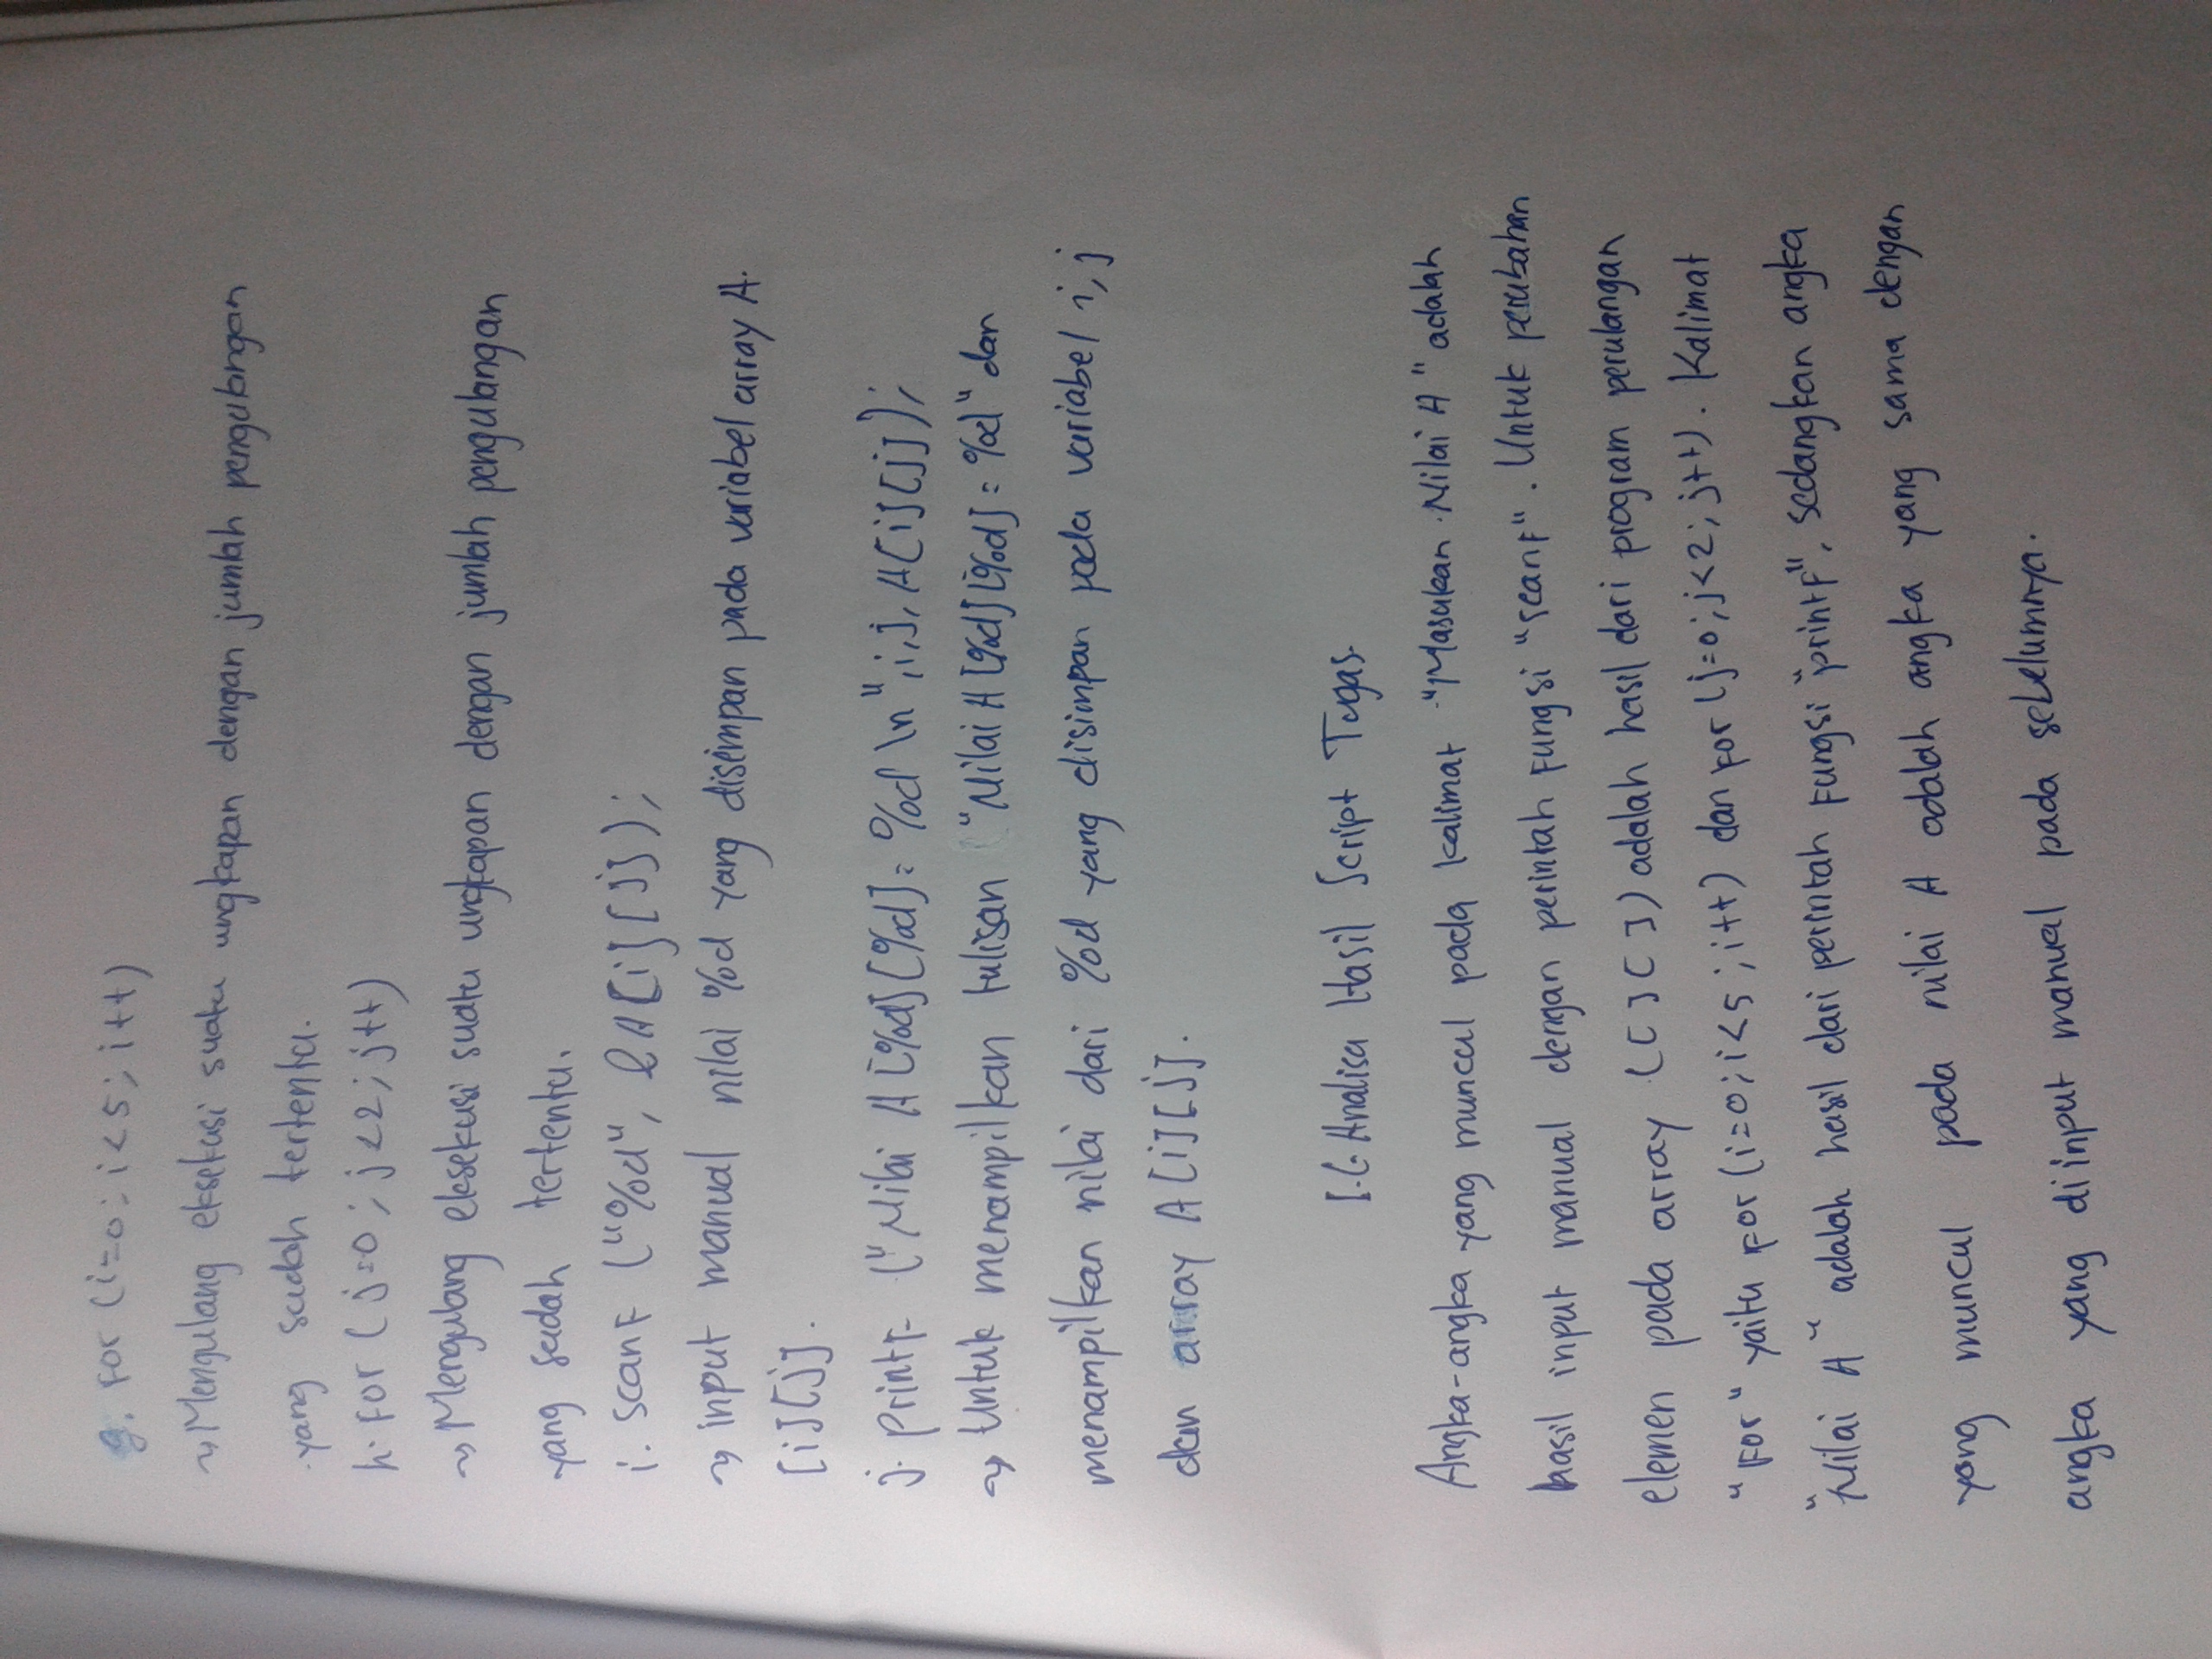 g. For (i=0; i<5; i++)
~> Mengulang eksekusi suatu ungkapan dengan jumlah pengulangan
yang sudah tertentu.
h. For (j=0; j<2; j++)
~> Mengulang eksekusi suatu ungkapan dengan jumlah pengulangan
yang sudah tertentu.
i. ScanF ("%d", &A[i][j]);
~> input manual nilai %d yang disimpan pada variabel array A.
[i][j].
j. printF ("Nilai A[%d][%d]= %d \n",i,j, A[i][j]);
~> Untuk menampilkan tulisan "Nilai A[%d][%d]= %d" dan
menampilkan nilai dari %d yang disimpan pada variabel i, j
dan array A[i][j].
Analisa Hasil Script Tugas.
Angka-angka yang muncul pada kalimat "Masukan Nilai A" adalah
hasil input manual dengan perintah Fungsi "scanF". Untuk perubahan
elemen pada array ([][]) adalah hasil dari program perulangan
"For" yaitu For (i=0; i<5; i++) dan For (j=0; j<2; j++). Kalimat
"Nilai A" adalah hasil dari perintah Fungsi "printF", sedangkan angka
yang muncul pada nilai A adalah angka yang sama dengan
angka yang diinput manual pada sebelumnya.